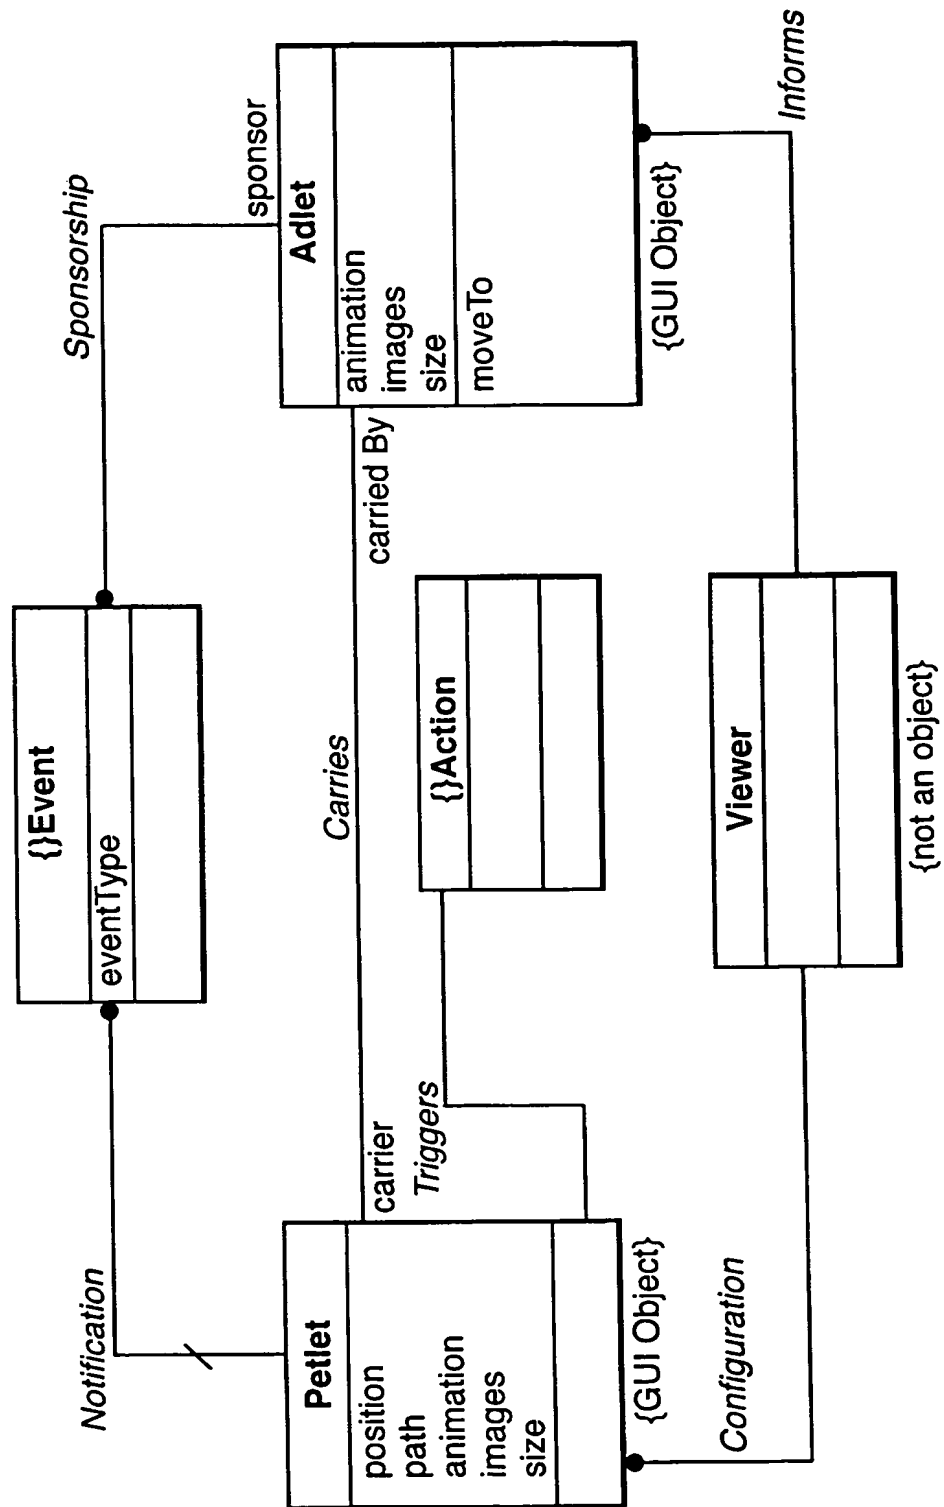 Notification
Sponsorship
{}Event
eventType
sponsor
Petlet
position
path
animation
images
size
{GUI Object}
carrier
Carries
carried By
Adlet
animation
images
size
moveTo
{GUI Object}
Triggers
{}Action
Configuration
Viewer
{not an object}
Informs